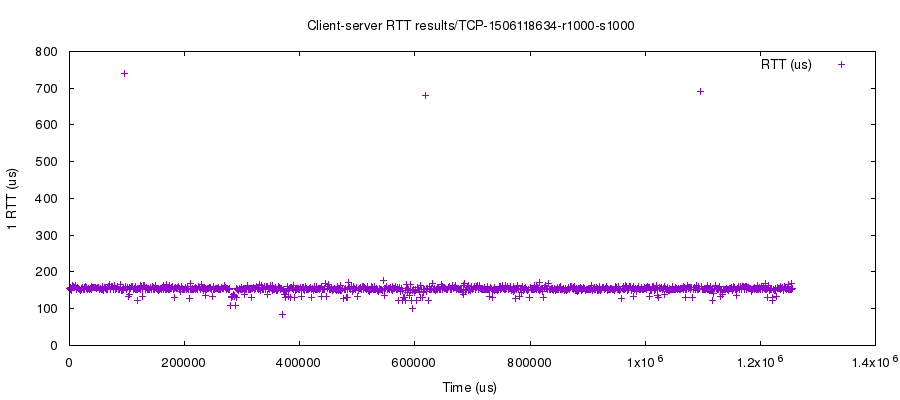 Client-server RTT results/TCP-1506118634-r1000-s1000
800
700
600
500
400
300
200
100
0
1 RTT (us)
RTT (us)
0 200000 400000 600000 800000 1x10^6 1.2x10^6 1.4x10^6
Time (us)